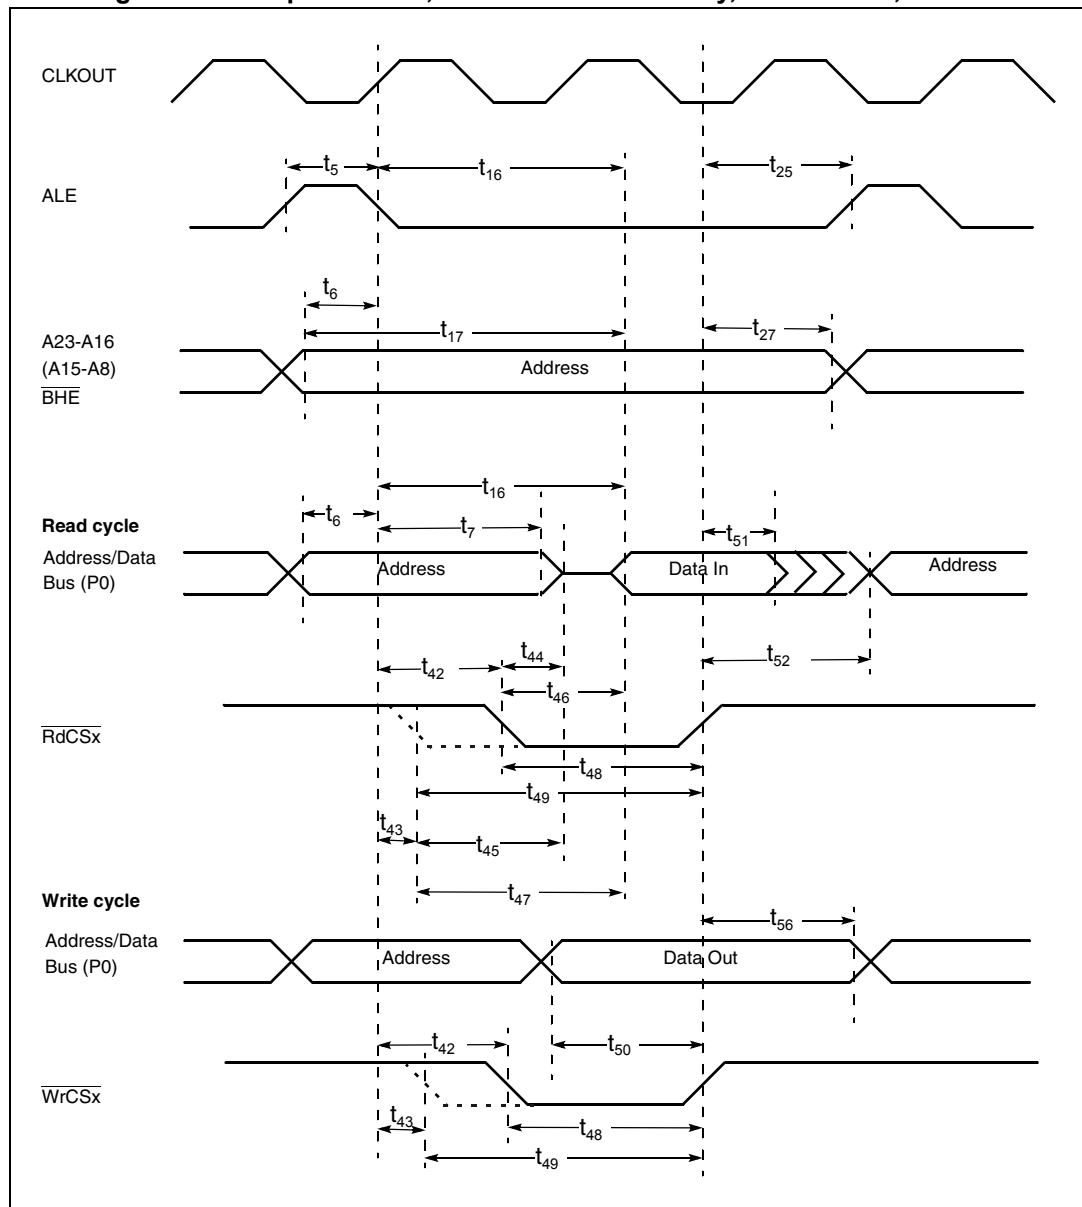 CLKOUT
t5
t16
t25
ALE
t6
t17
t27
A23-A16
(A15-A8)
BHE
Address
t16
t6
t7
t51
Read cycle
Address/Data
Bus (P0)
Address
Data In
Address
t42
t44
t46
t52
RdCSx
t48
t49
t43
t45
t47
Write cycle
t56
Address/Data
Bus (P0)
Address
Data Out
t42
t50
WrCSx
t43
t48
t49